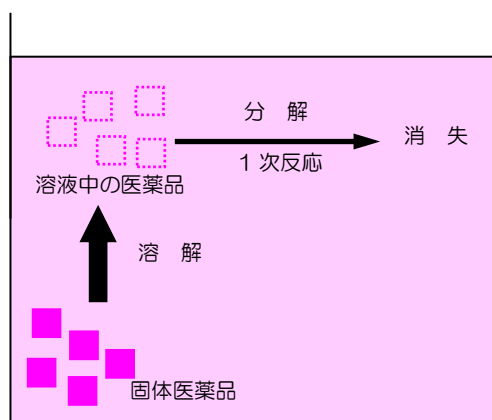 分　解
1 次反応
消　失
溶液中の医薬品
溶　解
固体医薬品